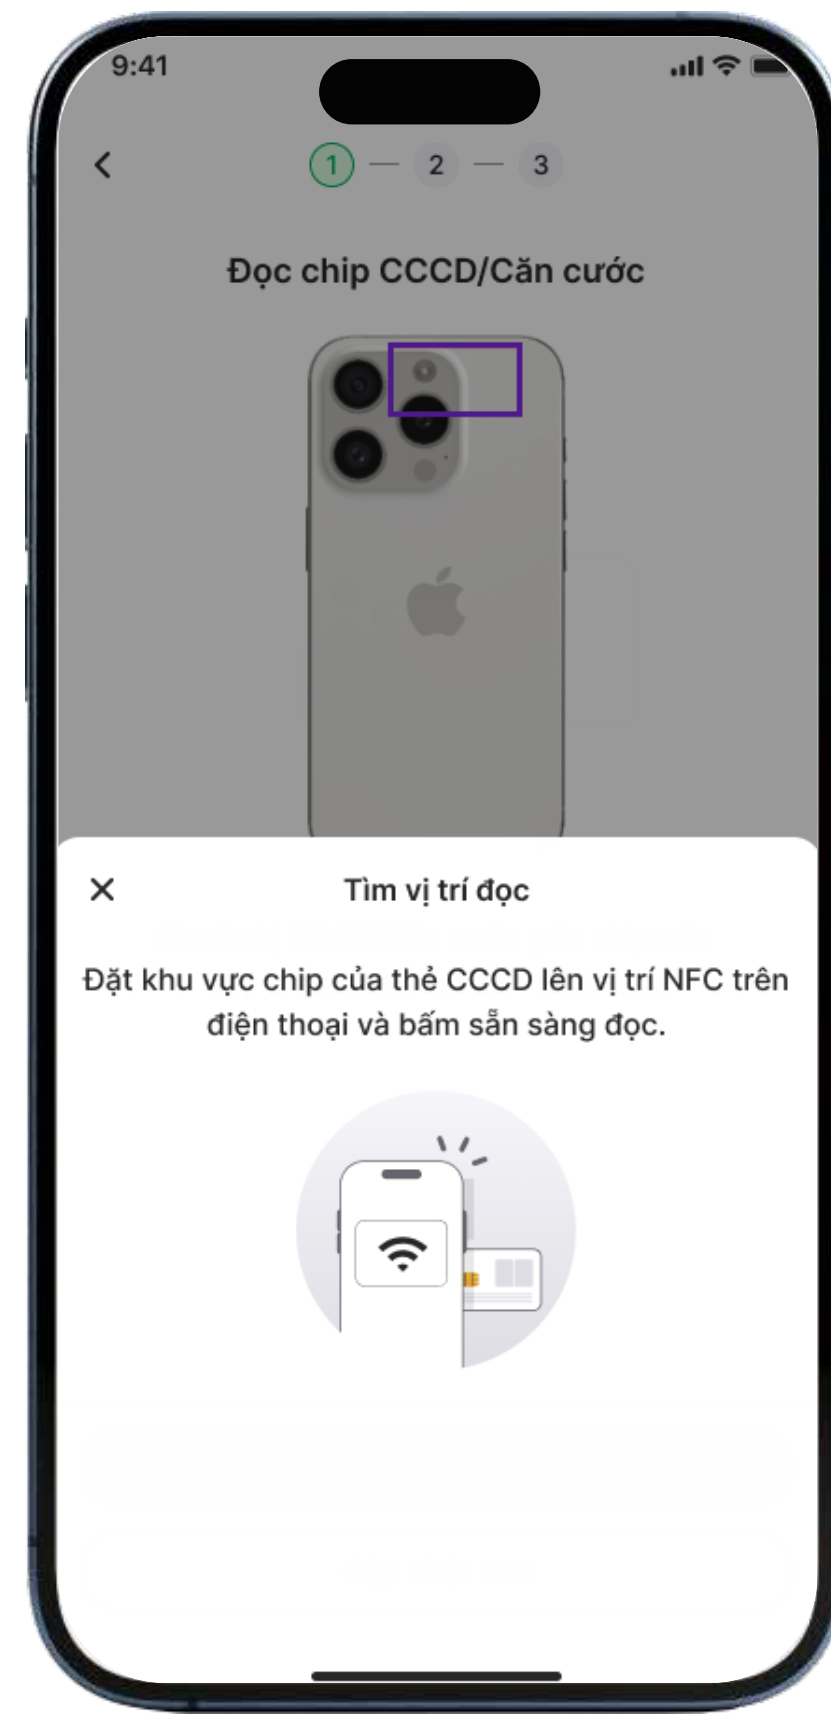 9:41
1 — 2 — 3
Đọc chip CCCD/Căn cước
Tìm vị trí đọc
Đặt khu vực chip của thẻ CCCD lên vị trí NFC trên
điện thoại và bấm sẵn sàng đọc.